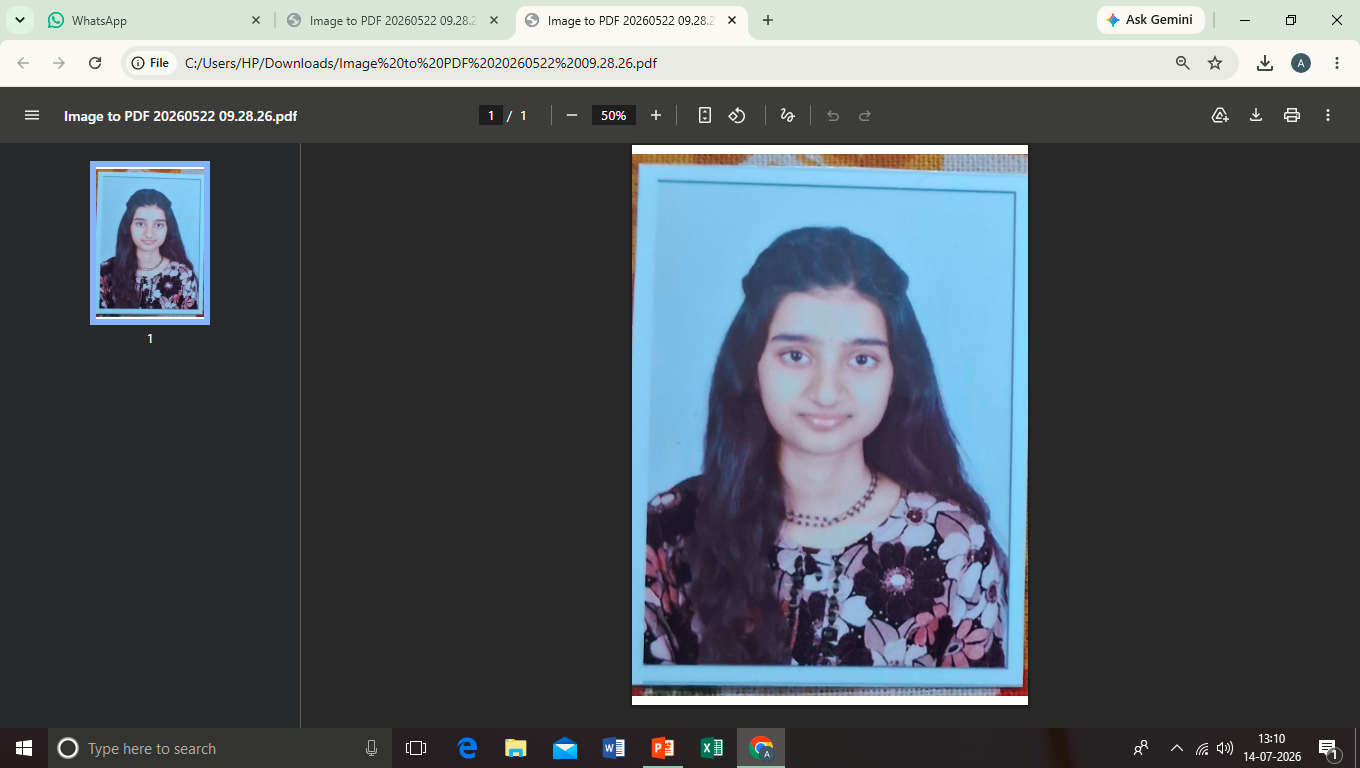 WhatsApp
Image to PDF 20260522 09.28.2
Image to PDF 20260522 09.28.2
Ask Gemini
File
C:/Users/HP/Downloads/Image%20to%20PDF%2020260522%2009.28.26.pdf
A
Image to PDF 20260522 09.28.26.pdf
1 / 1
50%
1
Type here to search
13:10
14-07-2026
1